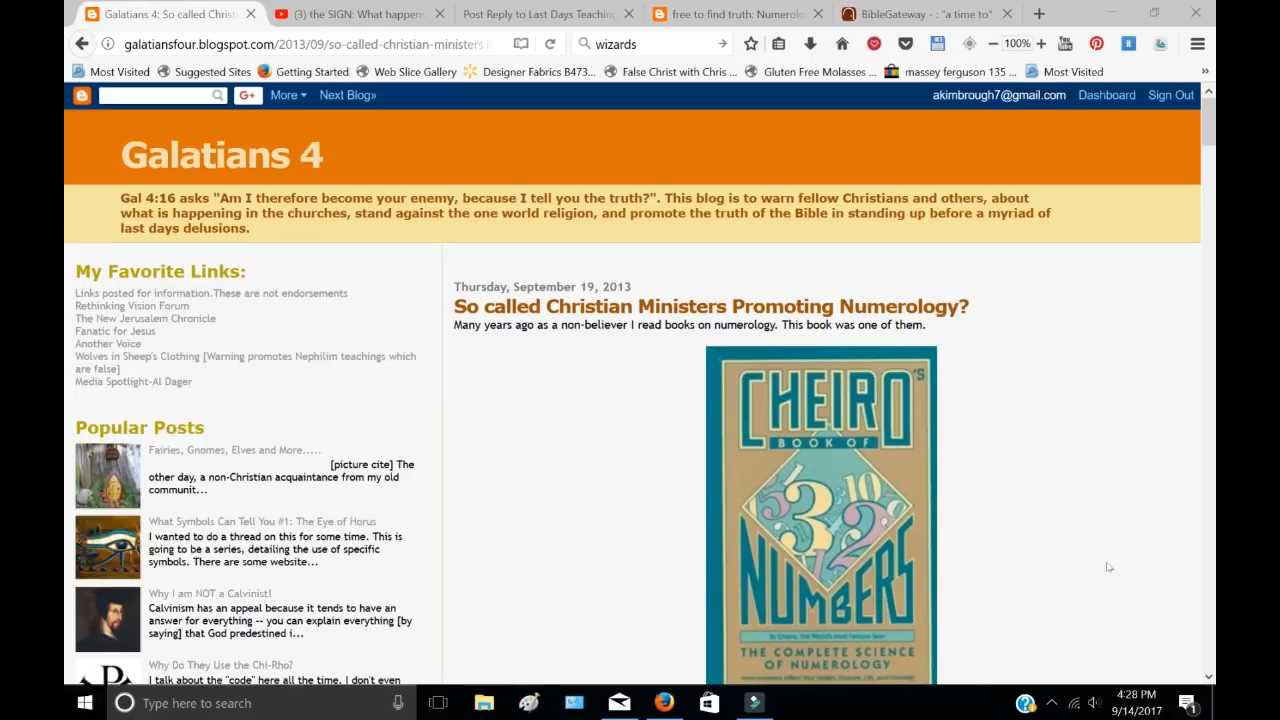 Galatians 4: So called Christ
(3) the SIGN: What happen
Post Reply to Last Days Teaching
free to find truth: Numerolo
BibleGateway - : "a time to"
galatiansfour.blogspot.com/2013/09/so-called-christian-ministers.h
wizards
100%
Most Visited
Suggested Sites
Getting Started
Web Slice Gallery
Designer Fabrics B473...
False Christ with Chris ...
Gluten Free Molasses ...
massey ferguson 135 ...
Most Visited
G+
More
Next Blog»
akimbrough7@gmail.com
Dashboard
Sign Out
Galatians 4
Gal 4:16 asks "Am I therefore become your enemy, because I tell you the truth?". This blog is to warn fellow Christians and others, about
what is happening in the churches, stand against the one world religion, and promote the truth of the Bible in standing up before a myriad of
last days delusions.
My Favorite Links:
Links posted for information.These are not endorsements
Rethinking Vision Forum
The New Jerusalem Chronicle
Fanatic for Jesus
Another Voice
Wolves in Sheep's Clothing [Warning promotes Nephilim teachings which
are false]
Media Spotlight-Al Dager
Popular Posts
Fairies, Gnomes, Elves and More.....
[picture cite] The
other day, a non-Christian acquaintance from my old
communit...
What Symbols Can Tell You #1: The Eye of Horus
I wanted to do a thread on this for some time. This is
going to be a series, detailing the use of specific
symbols. There are some website...
Why I am NOT a Calvinist!
Calvinism has an appeal because it tends to have an
answer for everything -- you can explain everything [by
saying] that God predestined i...
Why Do They Use the Chi-Rho?
I talk about the "code" here all the time. I don't even
Thursday, September 19, 2013
So called Christian Ministers Promoting Numerology?
Many years ago as a non-believer I read books on numerology. This book was one of them.
CHEIRO'S
BOOK OF
NUMBERS
By Cheiro, the World's Most Famous Seer
THE COMPLETE SCIENCE
OF NUMEROLOGY
Type here to search
4:28 PM
9/14/2017
1